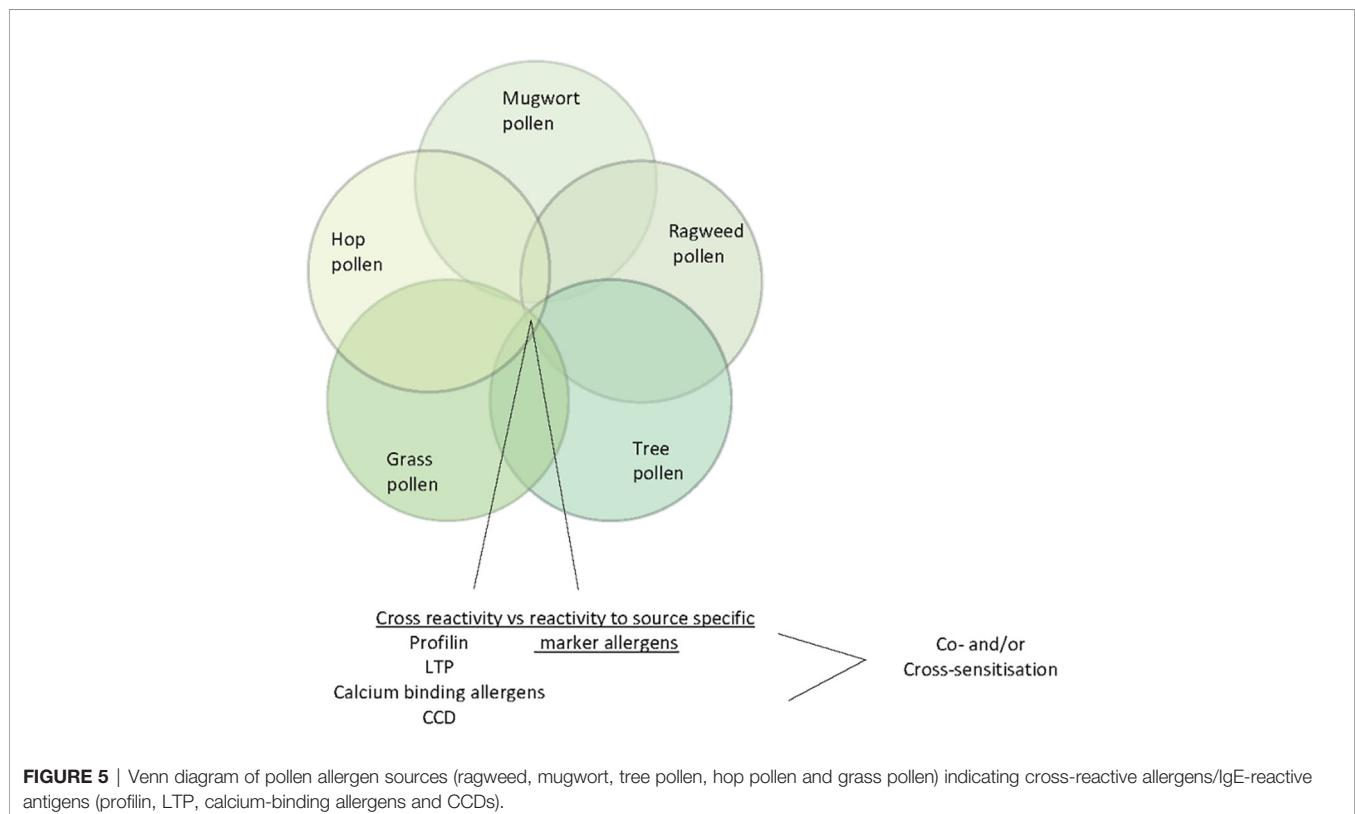 Mugwort
pollen
Hop
pollen
Ragweed
pollen
Grass
pollen
Tree
pollen
Cross reactivity vs reactivity to source specific
Profilin marker allergens
LTP
Calcium binding allergens
CCD
Co- and/or
Cross-sensitisation
FIGURE 5 | Venn diagram of pollen allergen sources (ragweed, mugwort, tree pollen, hop pollen and grass pollen) indicating cross-reactive allergens/IgE-reactive
antigens (profilin, LTP, calcium-binding allergens and CCDs).